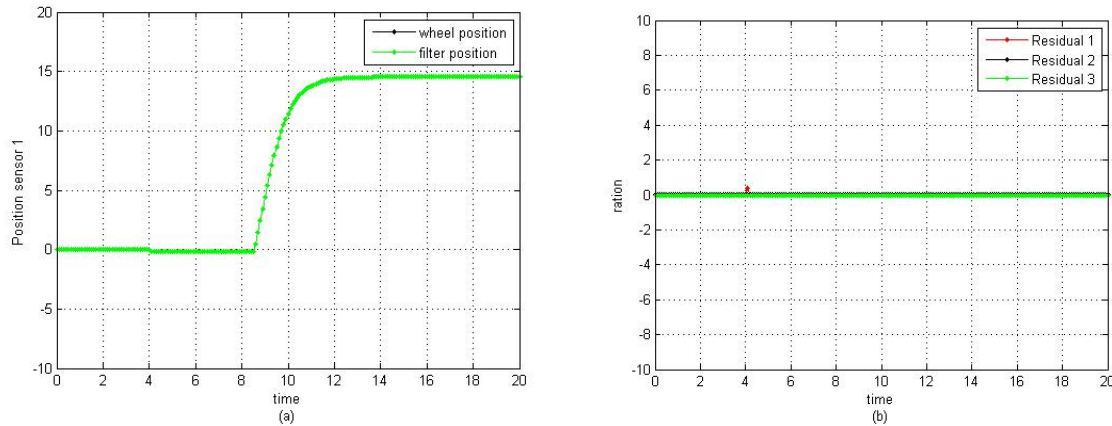 20
15
10
5
0
-5
-10
Position sensor 1
wheel position
filter position
0 2 4 6 8 10 12 14 16 18 20
time
(a)
10
8
6
4
2
0
-2
-4
-6
-8
-10
ration
Residual 1
Residual 2
Residual 3
0 2 4 6 8 10 12 14 16 18 20
time
(b)